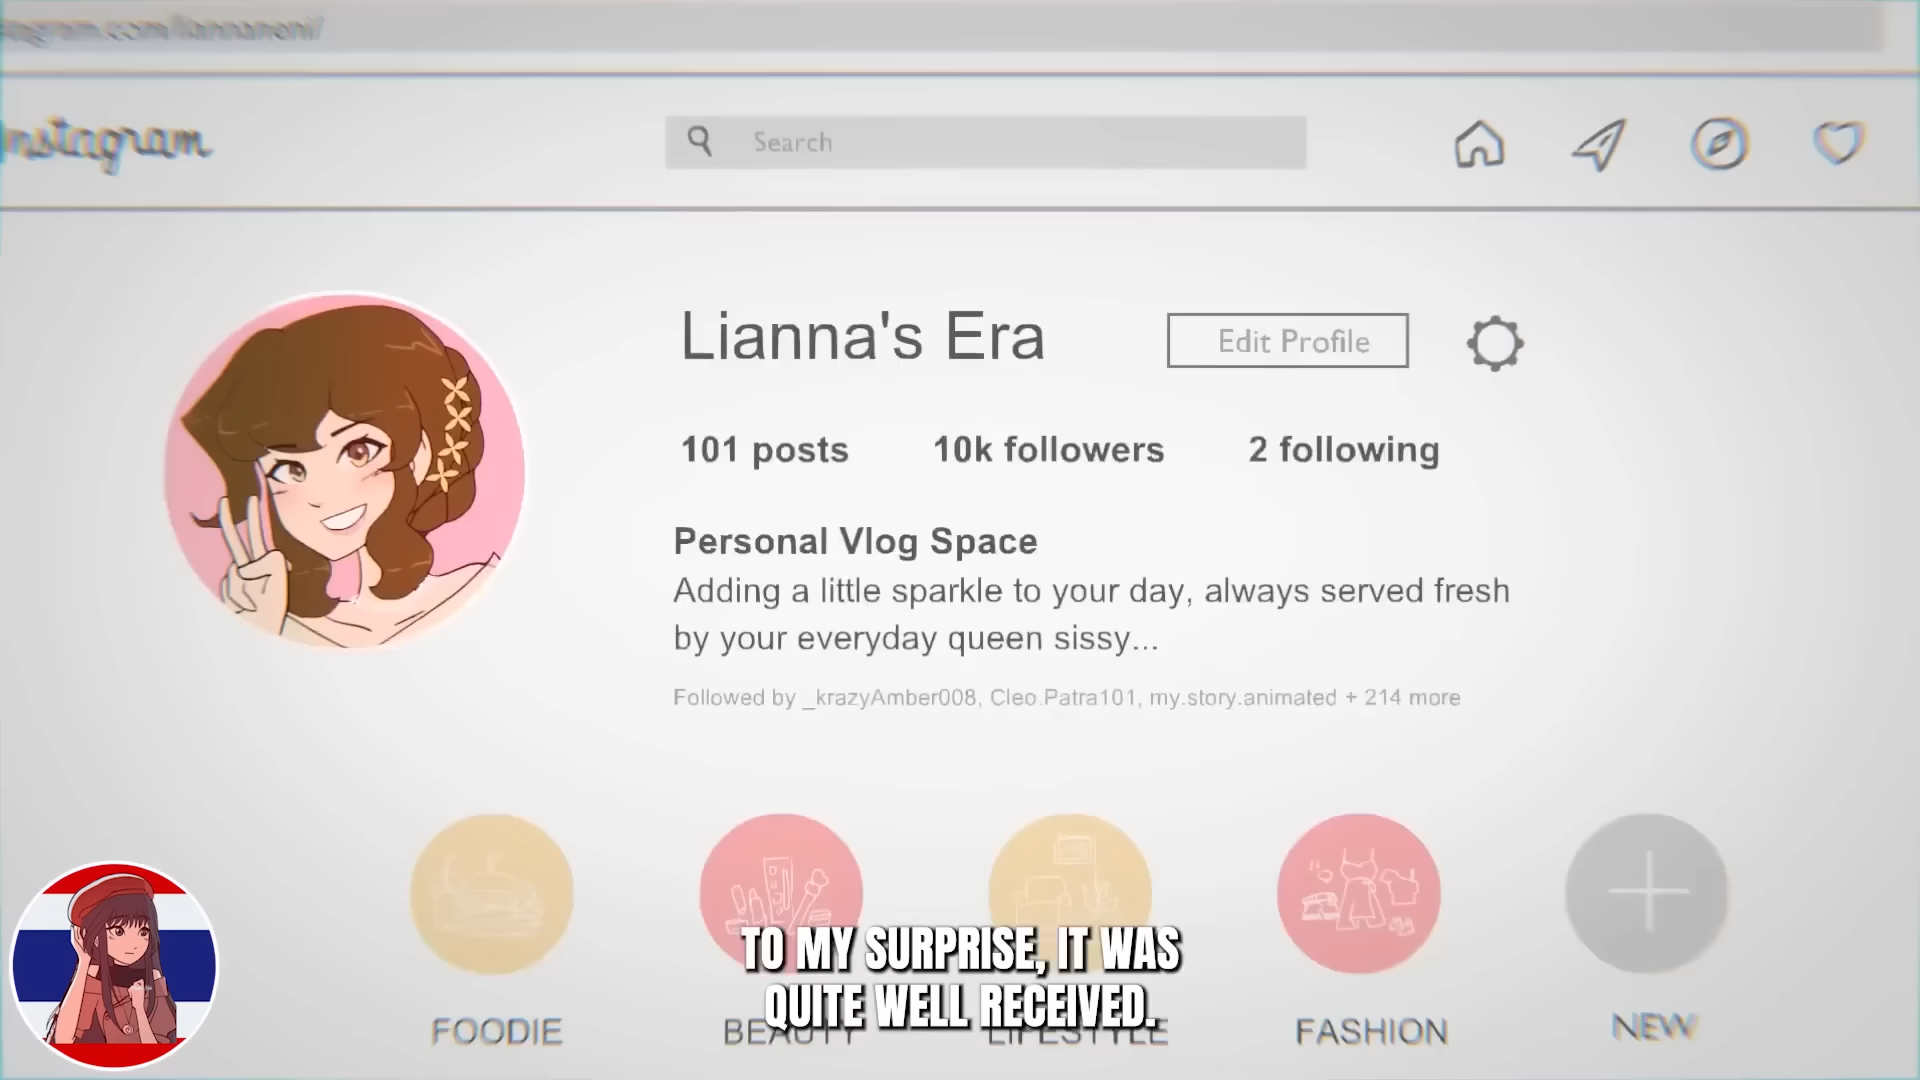 Instagram
Search
Lianna's Era
Edit Profile
101 posts 10k followers 2 following
Personal Vlog Space
Adding a little sparkle to your day, always served fresh
by your everyday queen sissy...
Followed by _krazyAmber008, Cleo.Patra101, my.story.animated + 214 more
TO MY SURPRISE, IT WAS
QUITE WELL RECEIVED.
FOODIE BEAUTY LIFESTYLE FASHION NEW